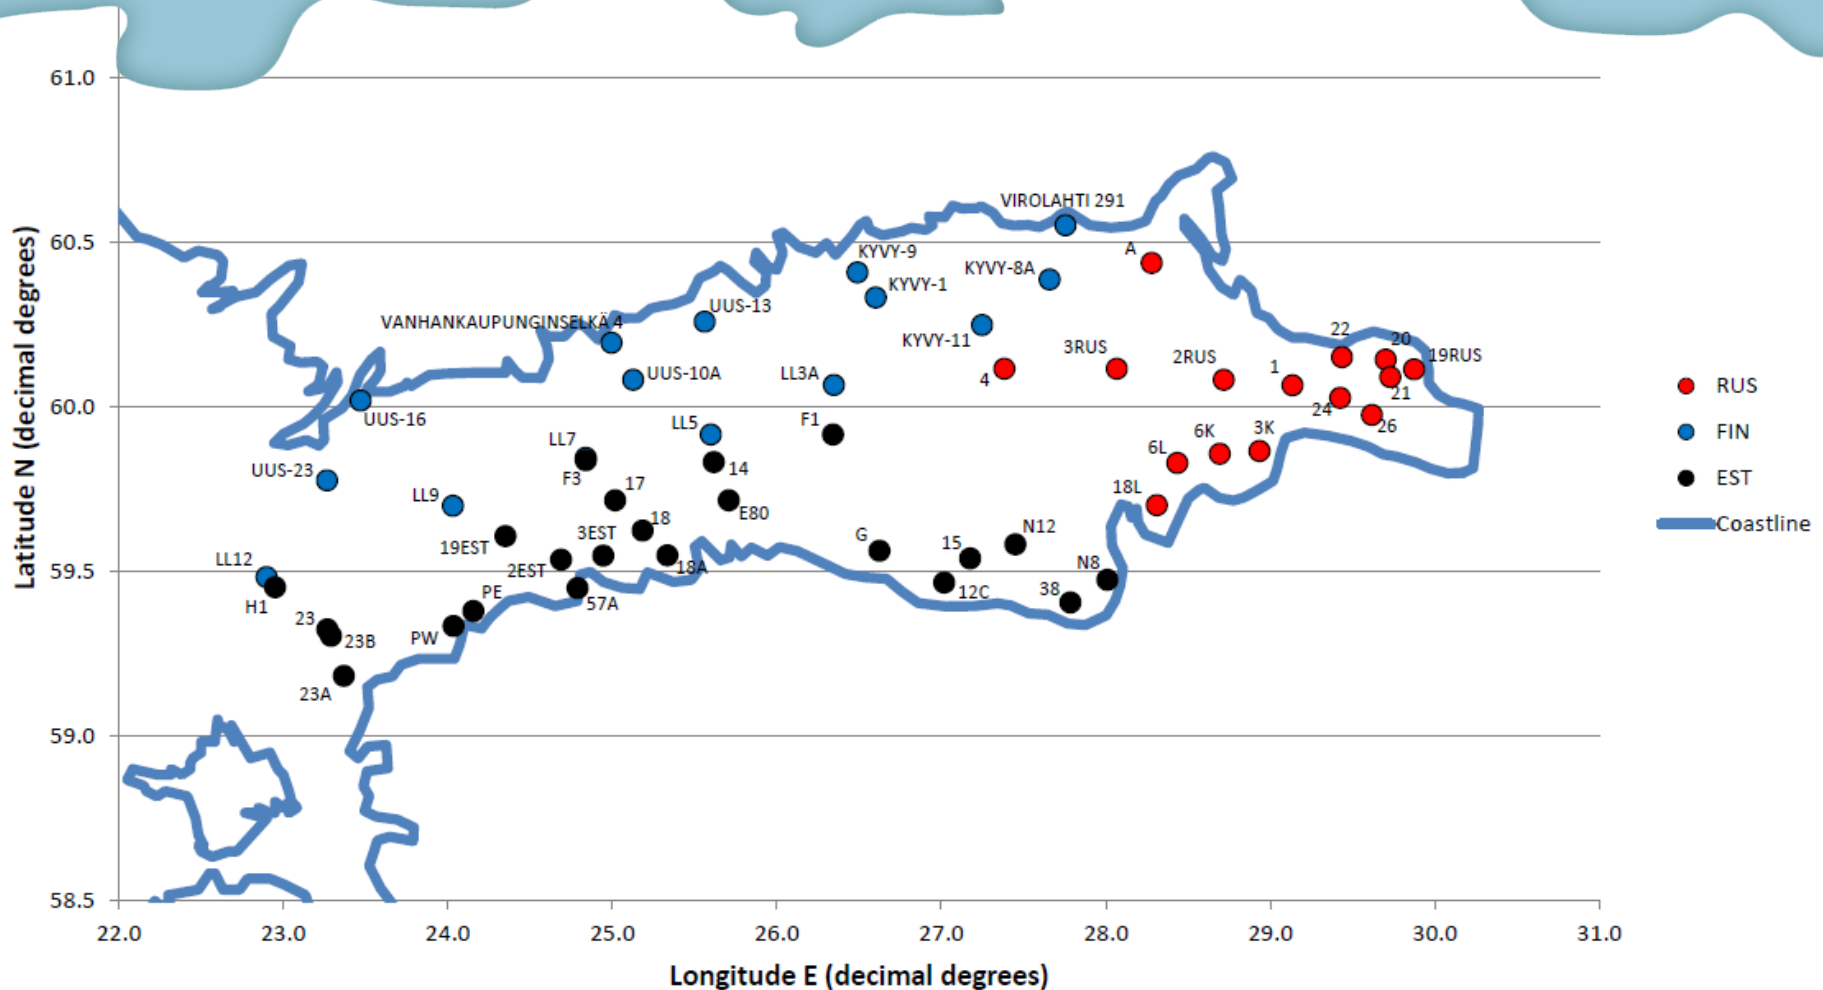 61.0
VIROLAHTI 291
60.5
A
KYVY-9
KYVY-8A
KYVY-1
UUS-13
VANHANKAUPUNGINSELKÄ 4
KYVY-11
22
20
3RUS
2RUS
1
19RUS
UUS-10A
LL3A
4
RUS
21
60.0
24
UUS-16
LL5
F1
26
3K
6K
FIN
LL7
6L
UUS-23
14
F3
EST
17
18L
LL9
E80
18
N12
Coastline
3EST
G
15
19EST
LL12
2EST
18A
N8
59.5
PE
38
12C
H1
57A
23
PW
23B
23A
59.0
58.5
22.0 23.0 24.0 25.0 26.0 27.0 28.0 29.0 30.0 31.0
Longitude E (decimal degrees)
Latitude N (decimal degrees)